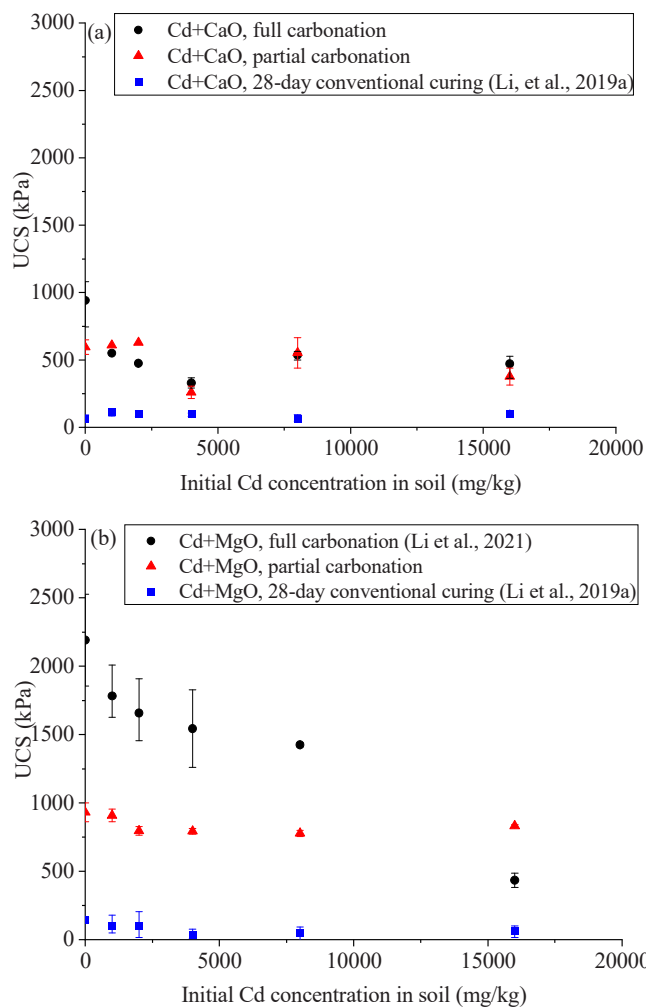 (a)
Cd+CaO, full carbonation
Cd+CaO, partial carbonation
Cd+CaO, 28-day conventional curing (Li, et al., 2019a)
3000
2500
2000
1500
1000
500
0
UCS (kPa)
0 5000 10000 15000 20000
Initial Cd concentration in soil (mg/kg)
(b)
Cd+MgO, full carbonation (Li et al., 2021)
Cd+MgO, partial carbonation
Cd+MgO, 28-day conventional curing (Li et al., 2019a)
3000
2500
2000
1500
1000
500
0
UCS (kPa)
0 5000 10000 15000 20000
Initial Cd concentration in soil (mg/kg)